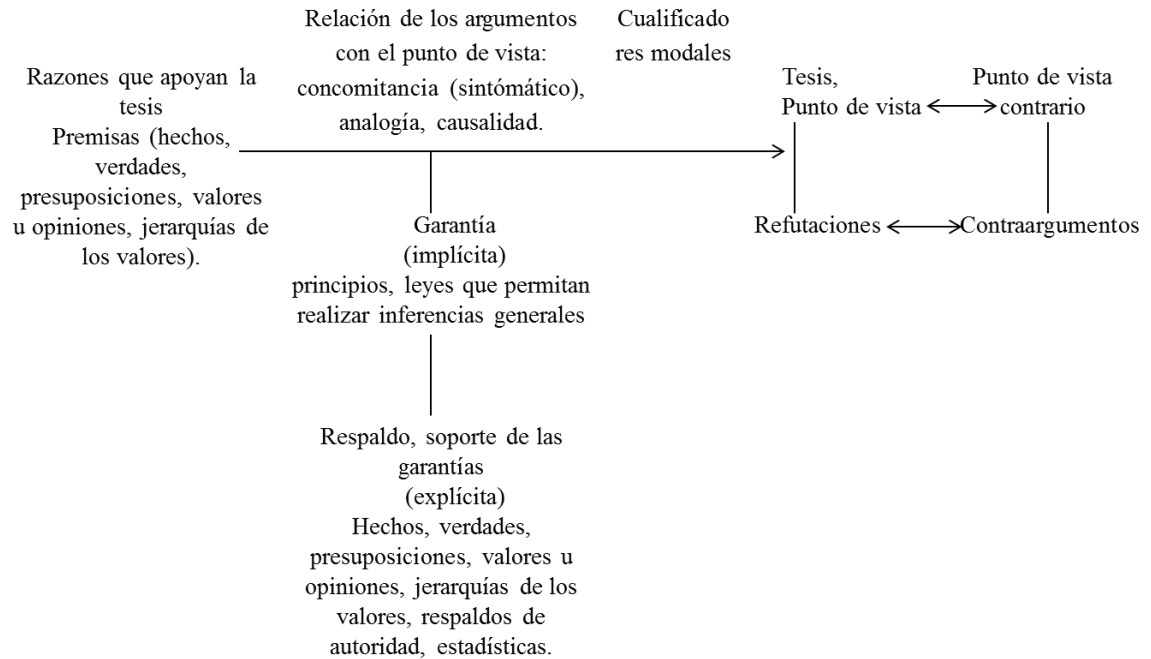 Relación de los argumentos
con el punto de vista:
concomitancia (sintómático),
analogía, causalidad.
Cualificado
res modales
Razones que apoyan la
tesis
Premisas (hechos,
verdades,
presuposiciones, valores
u opiniones, jerarquías de
los valores).
Tesis,
Punto de vista
Punto de vista
contrario
Refutaciones
Contraargumentos
Garantía
(implícita)
principios, leyes que permitan
realizar inferencias generales
Respaldo, soporte de las
garantías
(explícita)
Hechos, verdades,
presuposiciones, valores u
opiniones, jerarquías de los
valores, respaldos de
autoridad, estadísticas.